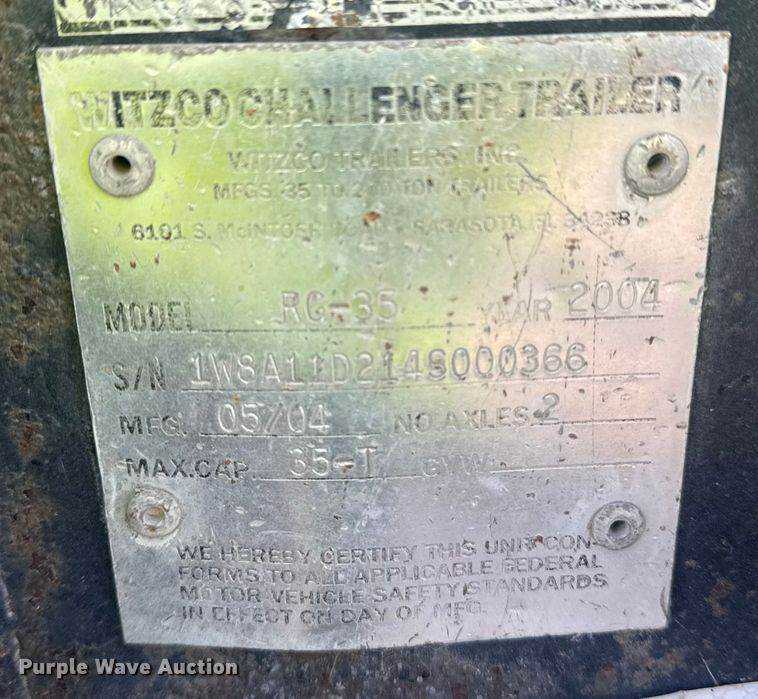 WITZCO CHALLENGER TRAILER
WITZCO TRAILERS, INC.
MFGS. 35 TO TON TRAILERS
6101 S. McINTOSH ROAD SARASOTA, FL 34238
MODEL RG-35 YEAR 2004
S/N 1W8A11D214S000366
MFG. 05/04 NO. AXLES 2
MAX. CAP. 35-T GVW
WE HEREBY CERTIFY THIS UNIT CON-
FORMS TO ALL APPLICABLE FEDERAL
MOTOR VEHICLE SAFETY STANDARDS
IN EFFECT ON DAY OF MFG.
Purple Wave Auction